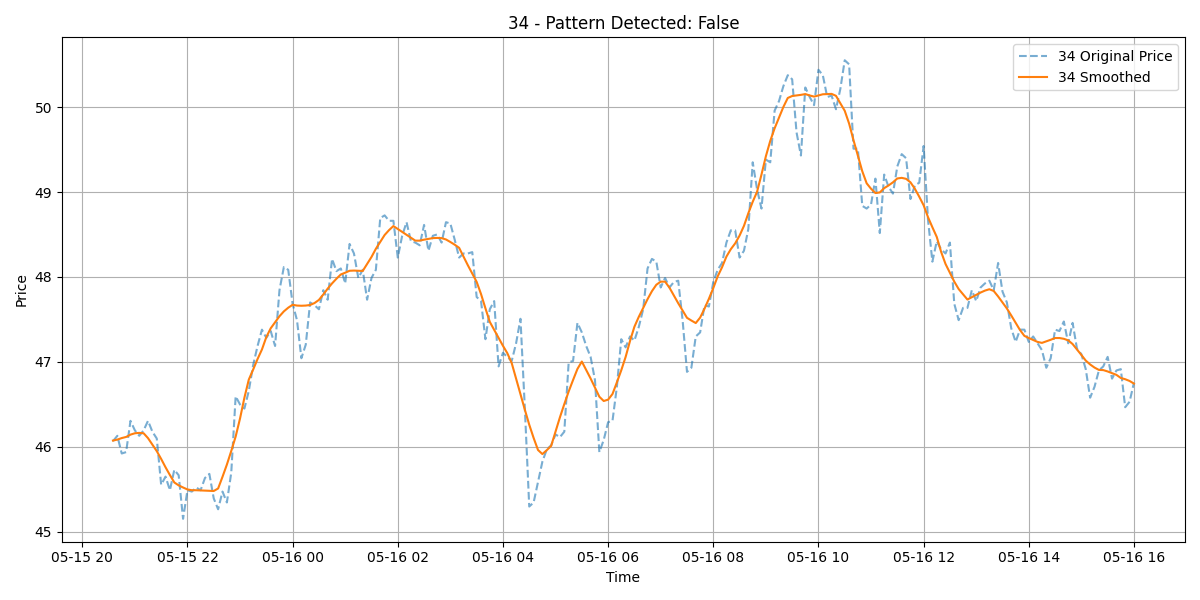 34 - Pattern Detected: False
34 Original Price
34 Smoothed
Price
50
49
48
47
46
45
05-15 20 05-15 22 05-16 00 05-16 02 05-16 04 05-16 06 05-16 08 05-16 10 05-16 12 05-16 14 05-16 16
Time